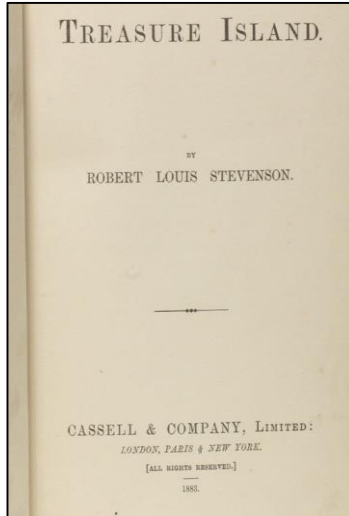 TREASURE ISLAND.
BY
ROBERT LOUIS STEVENSON.
CASSELL & COMPANY, LIMITED:
LONDON, PARIS & NEW YORK.
[ALL RIGHTS RESERVED.]
1883.